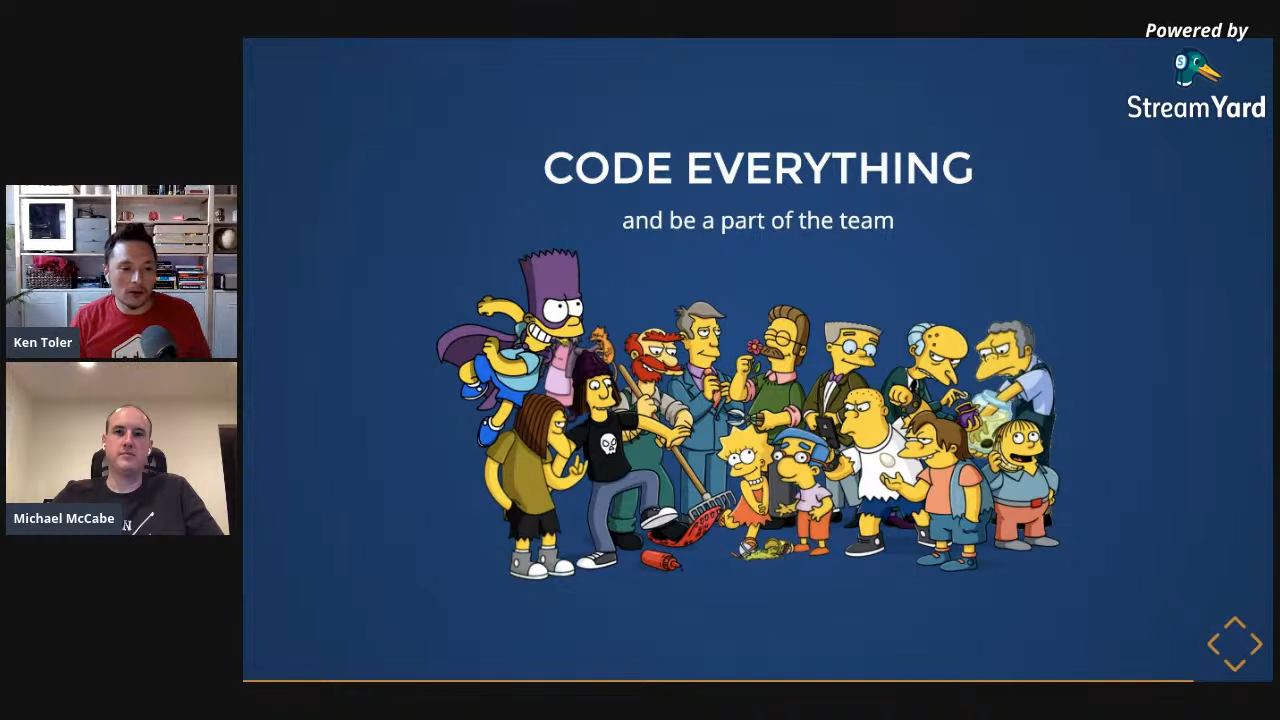 Powered by
StreamYard
CODE EVERYTHING
and be a part of the team
Ken Toler
Michael McCabe
N